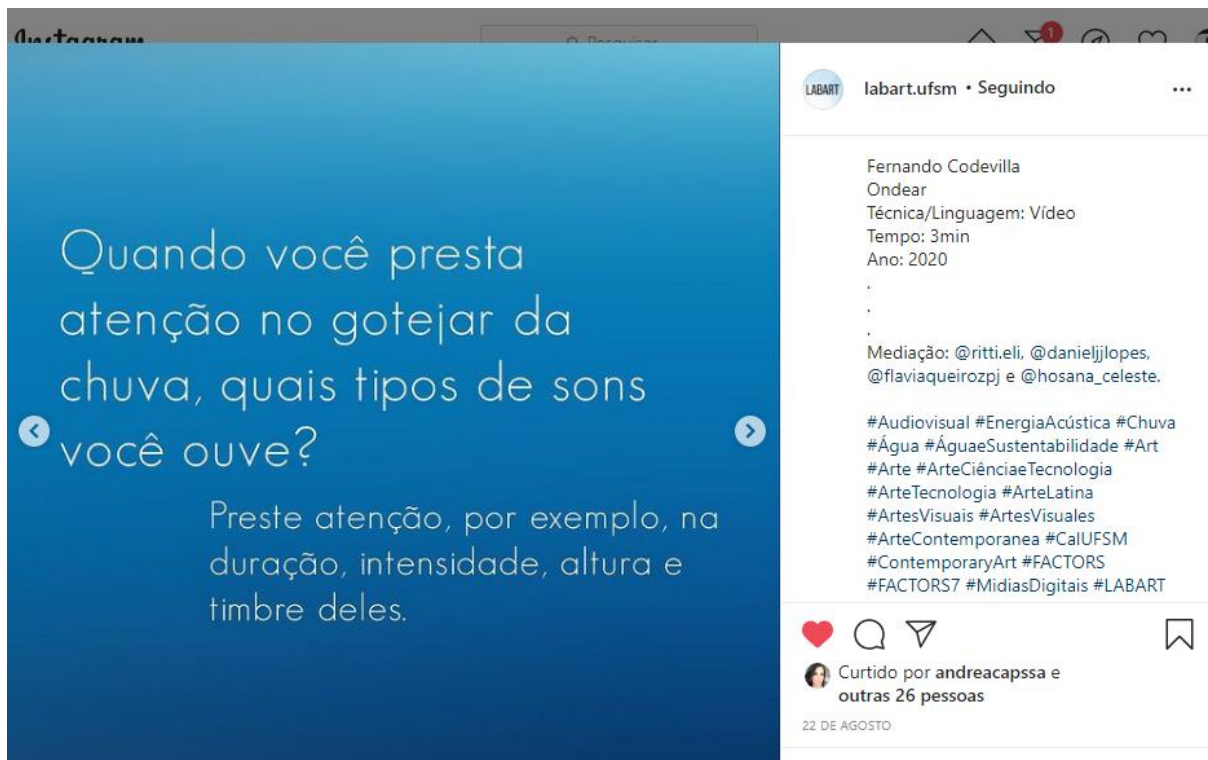 Instagram
Pesquisar
1
Quando você presta
atenção no gotejar da
chuva, quais tipos de sons
você ouve?
Preste atenção, por exemplo, na
duração, intensidade, altura e
timbre deles.
LABART
labart.ufsm • Seguindo
...
Fernando Codevilla
Ondear
Técnica/Linguagem: Vídeo
Tempo: 3min
Ano: 2020
.
.
.
Mediação: @ritti.eli, @danieljjlopes,
@flaviaqueirozpj e @hosana_celeste.
#Audiovisual #EnergiaAcústica #Chuva
#Água #ÁguaeSustentabilidade #Art
#Arte #ArteCiênciaeTecnologia
#ArteTecnologia #ArteLatina
#ArtesVisuais #ArtesVisuales
#ArteContemporanea #CalUFSM
#ContemporaryArt #FACTORS
#FACTORS7 #MidiasDigitais #LABART
Curtido por andreacapssa e
outras 26 pessoas
22 DE AGOSTO